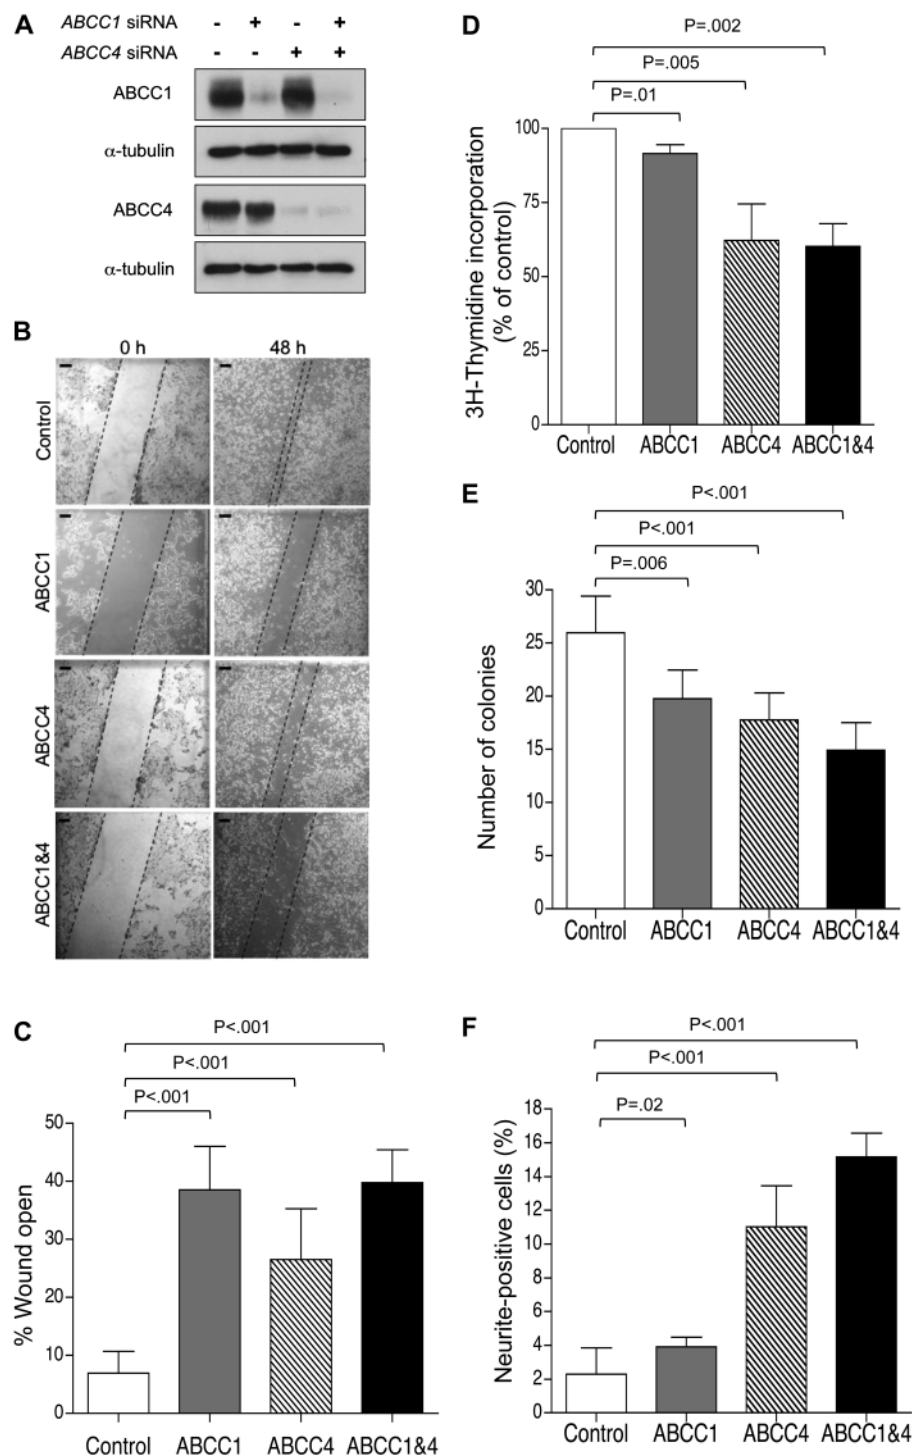 A
ABCC1 siRNA - + - +
ABCC4 siRNA - - + +
ABCC1
α-tubulin
ABCC4
α-tubulin
B
0 h 48 h
Control
ABCC1
ABCC4
ABCC1&4
C
P<.001
P<.001
P<.001
% Wound open
50
40
30
20
10
0
Control ABCC1 ABCC4 ABCC1&4
D
P=.002
P=.005
P=.01
3H-Thymidine incorporation
(% of control)
100
75
50
25
0
Control ABCC1 ABCC4 ABCC1&4
E
P<.001
P<.001
P=.006
Number of colonies
30
25
20
15
10
5
0
Control ABCC1 ABCC4 ABCC1&4
F
P<.001
P<.001
P=.02
Neurite-positive cells (%)
18
16
14
12
10
8
6
4
2
0
Control ABCC1 ABCC4 ABCC1&4